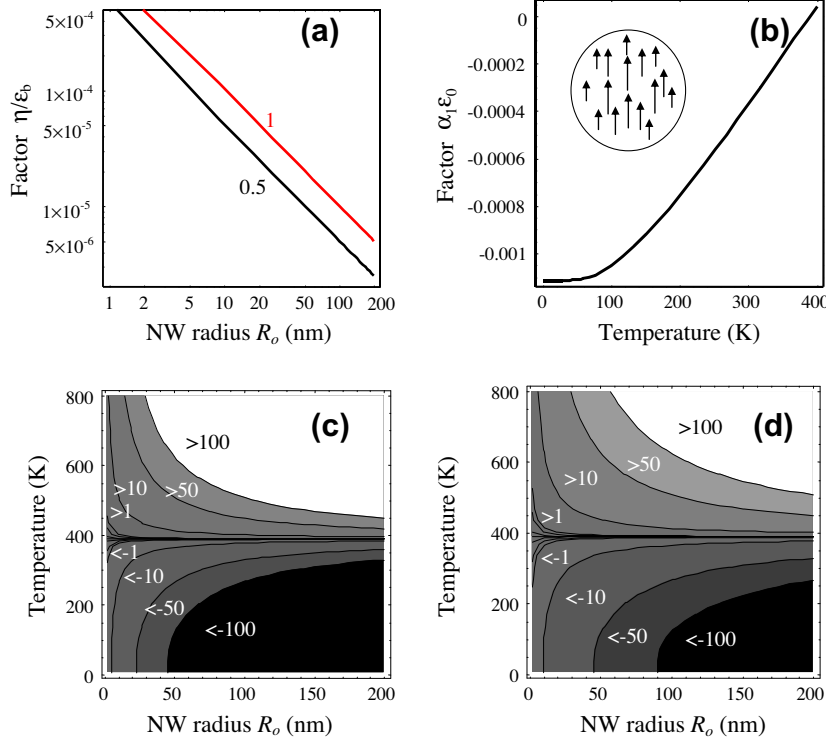 (a)
Factor η/ε_b
5×10⁻⁴
1×10⁻⁴
5×10⁻⁵
1×10⁻⁵
5×10⁻⁶
1
0.5
1 2 5 10 20 50 100 200
NW radius R_o (nm)
(b)
Factor α₁ε₀
0
-0.0002
-0.0004
-0.0006
-0.0008
-0.001
0 100 200 300 400
Temperature (K)
(c)
Temperature (K)
800
600
400
200
0
>100
>50
>10
>1
<-1
<-10
<-50
<-100
0 50 100 150 200
NW radius R_o (nm)
(d)
Temperature (K)
800
600
400
200
0
>100
>50
>10
>1
<-1
<-10
<-50
<-100
0 50 100 150 200
NW radius R_o (nm)